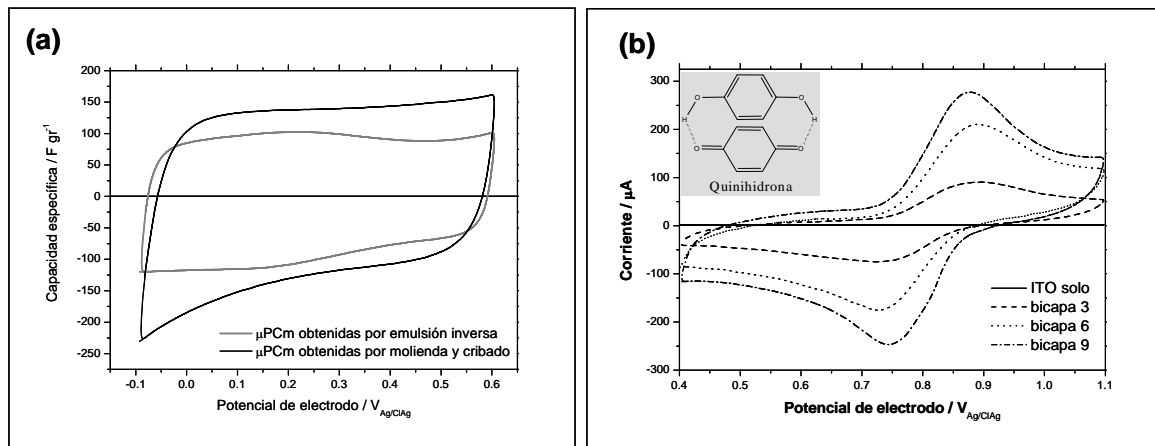 (a)
200
150
100
50
0
-50
-100
-150
-200
-250
Capacidad específica / F gr⁻¹
μPCm obtenidas por emulsión inversa
μPCm obtenidas por molienda y cribado
-0.1 0.0 0.1 0.2 0.3 0.4 0.5 0.6
Potencial de electrodo / V Ag/ClAg
(b)
300
200
100
0
-100
-200
-300
Corriente / μA
O O
H H
O O
Quinihidrona
ITO solo
bicapa 3
bicapa 6
bicapa 9
0.4 0.5 0.6 0.7 0.8 0.9 1.0 1.1
Potencial de electrodo / V Ag/ClAg